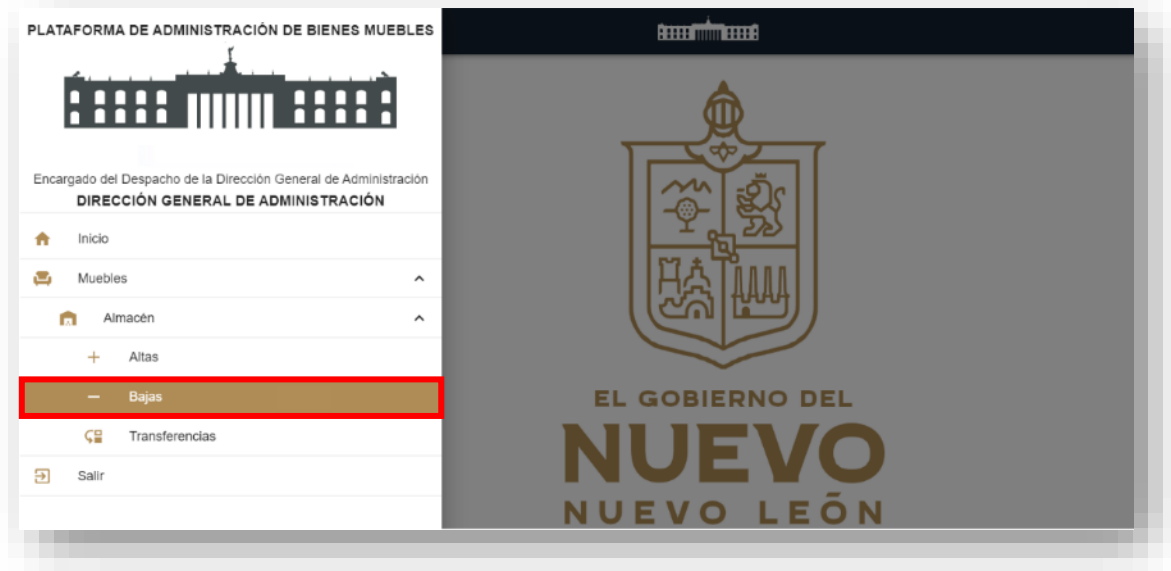 PLATAFORMA DE ADMINISTRACIÓN DE BIENES MUEBLES
Encargado del Despacho de la Dirección General de Administración
DIRECCIÓN GENERAL DE ADMINISTRACIÓN
Inicio
Muebles
Almacén
Altas
Bajas
Transferencias
Salir
EL GOBIERNO DEL
NUEVO
NUEVO LEÓN